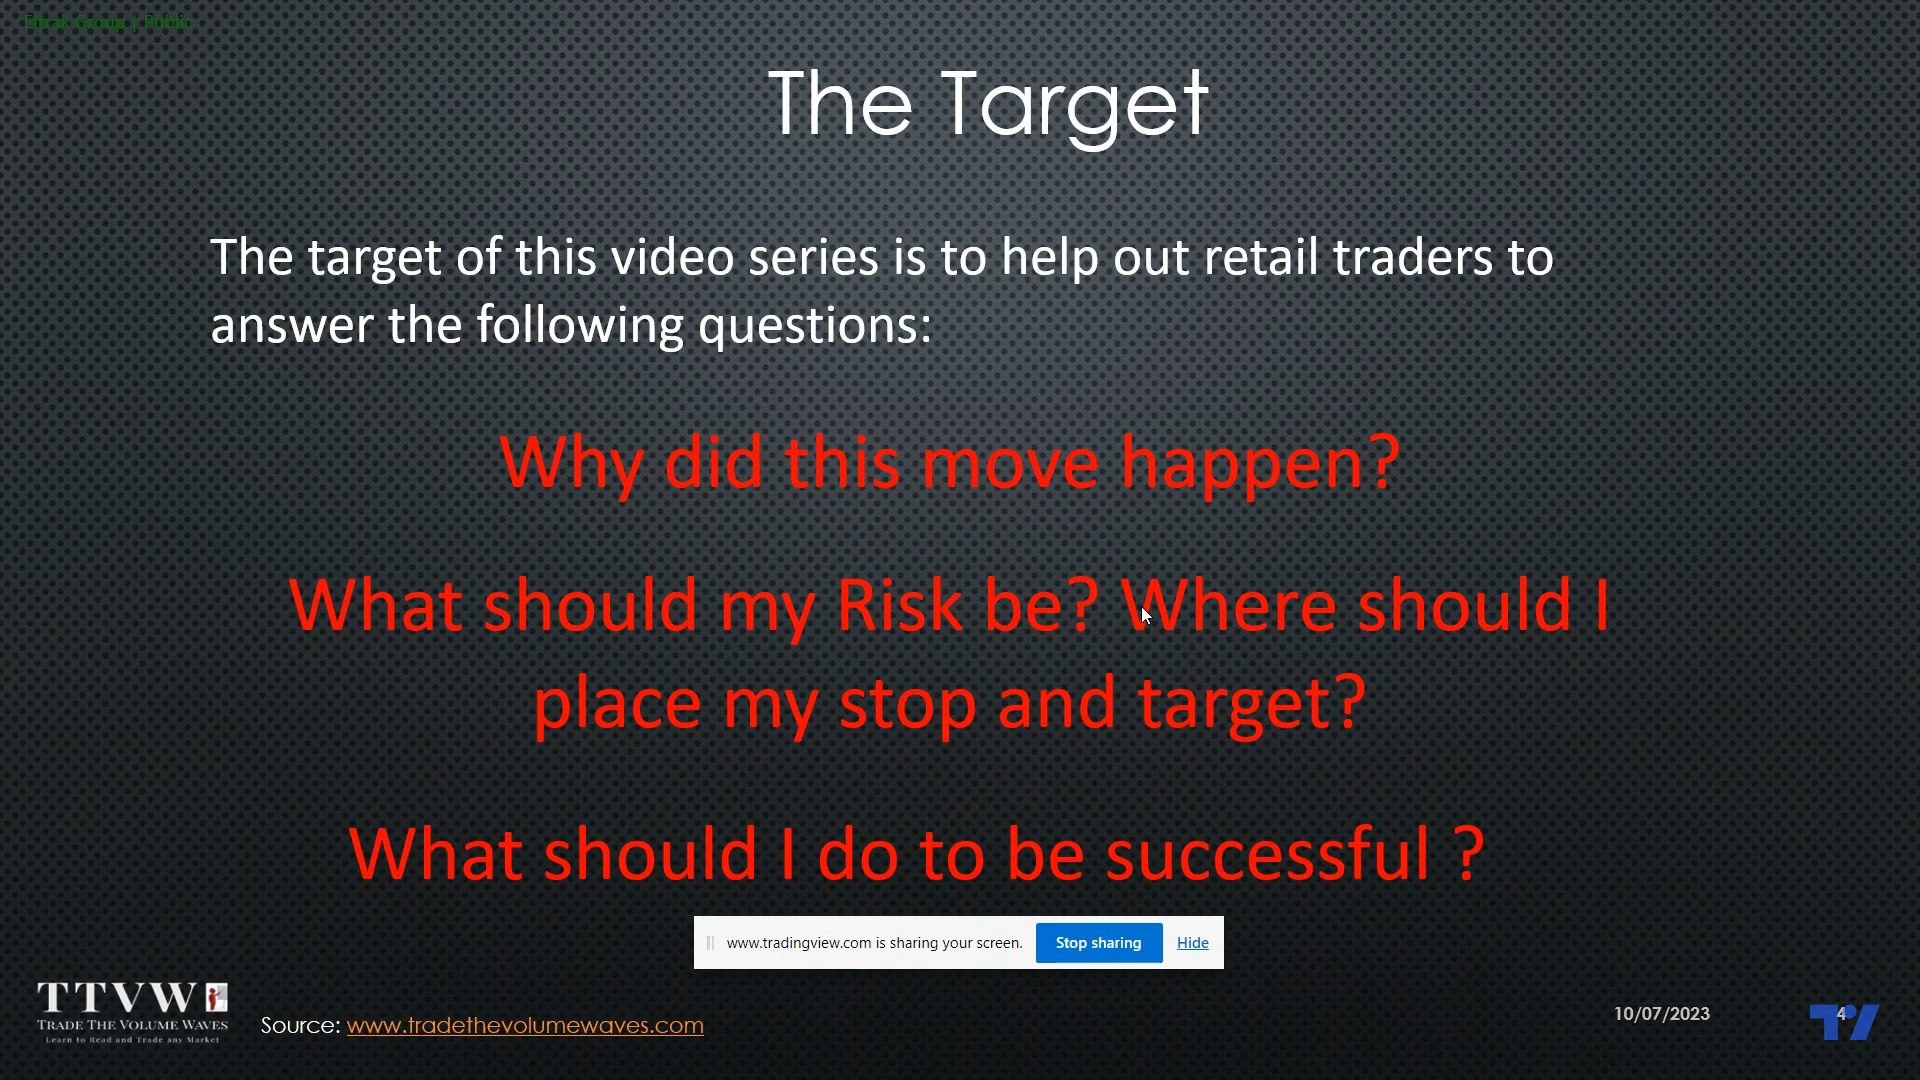 Eltrak Group | Public
The Target
The target of this video series is to help out retail traders to
answer the following questions:
Why did this move happen?
What should my Risk be? Where should I
place my stop and target?
What should I do to be successful ?
www.tradingview.com is sharing your screen. Stop sharing Hide
TTVW
TRADE THE VOLUME WAVES
Learn to Read and Trade any Market
Source: www.tradethevolumewaves.com
10/07/2023
4